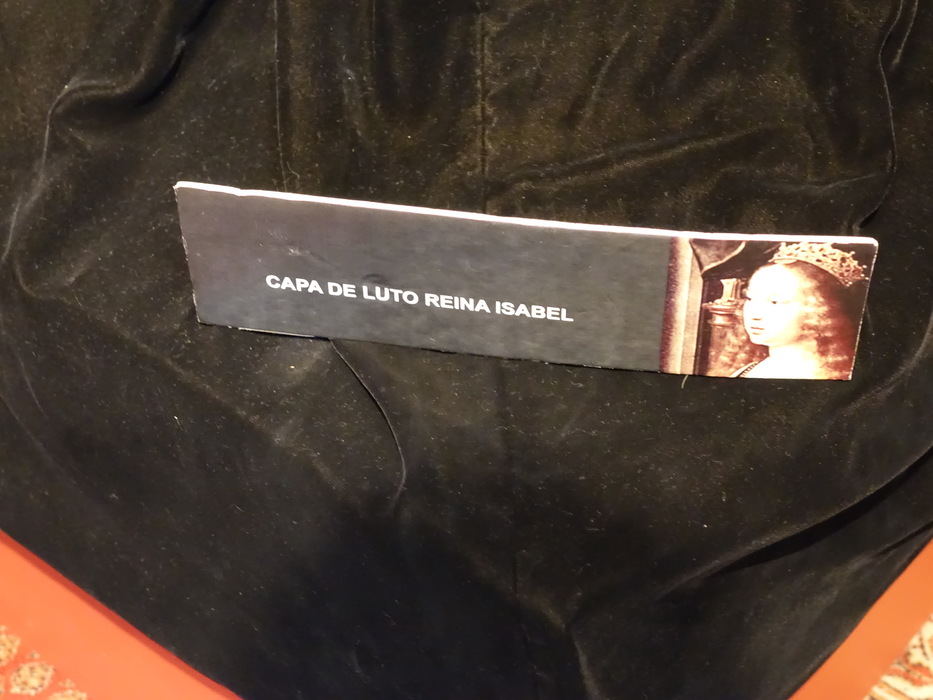 CAPA DE LUTO REINA ISABEL